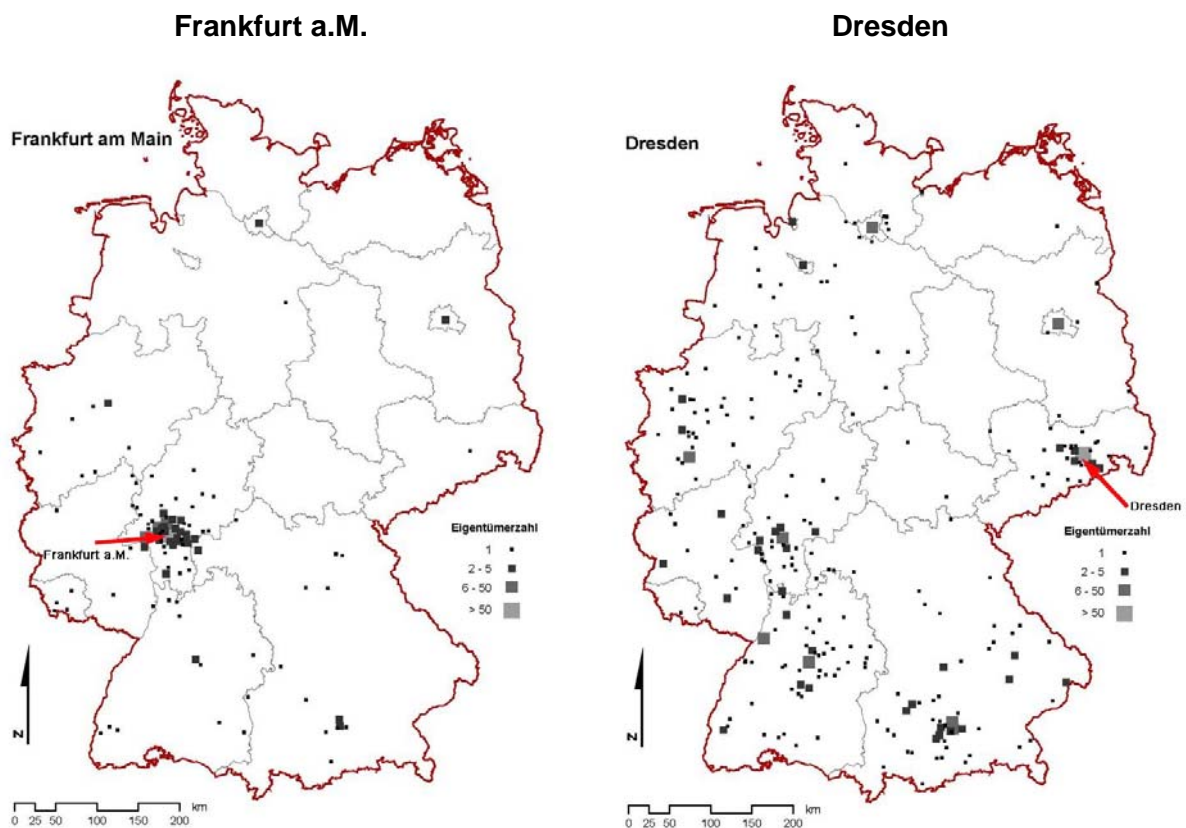 Frankfurt a.M.
Dresden
Frankfurt am Main
Frankfurt a.M.
Eigentümerzahl
1
2 - 5
6 - 50
> 50
N
km
0 25 50 100 150 200
Dresden
Dresden
Eigentümerzahl
1
2 - 5
6 - 50
> 50
N
km
0 25 50 100 150 200